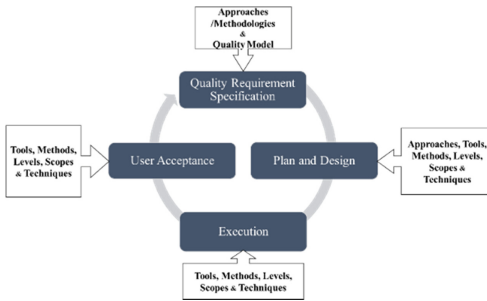 Approaches
/Methodologies
&
Quality Model
Quality Requirement
Specification
Tools, Methods,
Levels, Scopes
& Techniques
User Acceptance
Plan and Design
Approaches, Tools,
Methods, Levels,
Scopes &
Techniques
Execution
Tools, Methods, Levels,
Scopes & Techniques